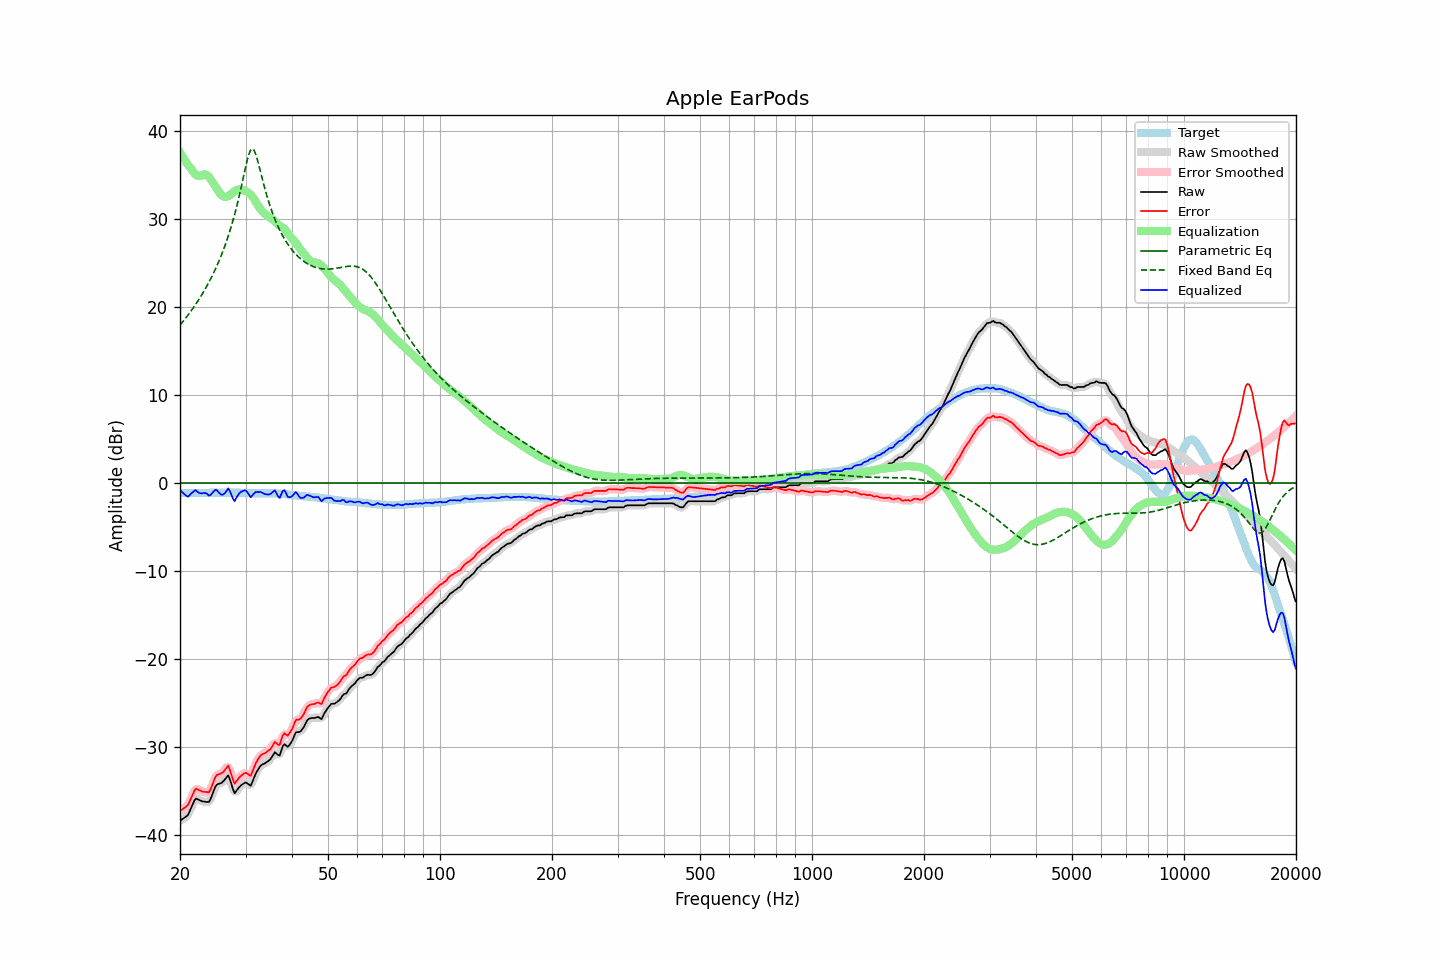 Apple EarPods
Amplitude (dBr)
40
30
20
10
0
−10
−20
−30
−40
Target
Raw Smoothed
Error Smoothed
Raw
Error
Equalization
Parametric Eq
Fixed Band Eq
Equalized
20 50 100 200 500 1000 2000 5000 10000 20000
Frequency (Hz)